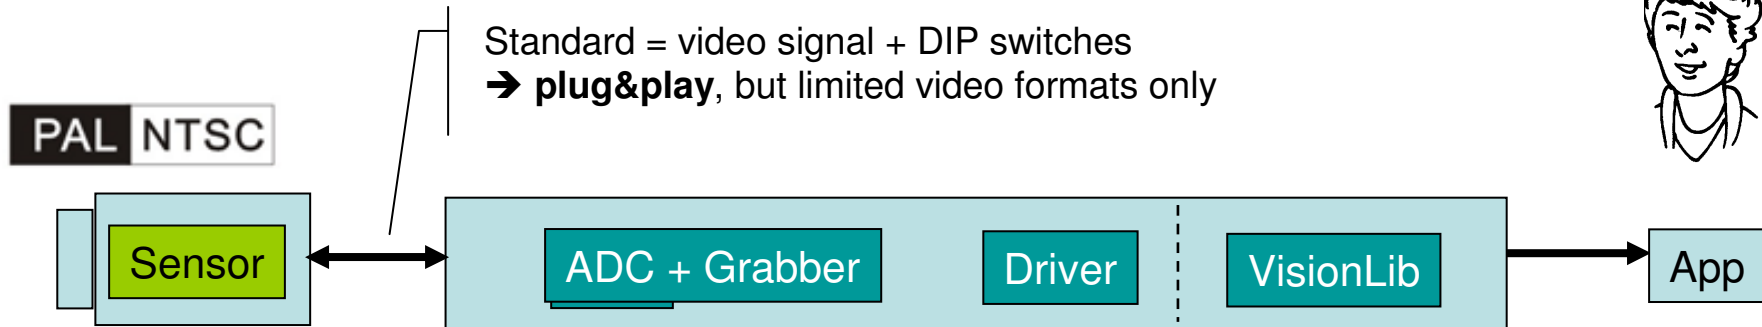 Standard = video signal + DIP switches
➔ plug&play, but limited video formats only
PAL NTSC
Sensor
ADC + Grabber
Driver
VisionLib
App